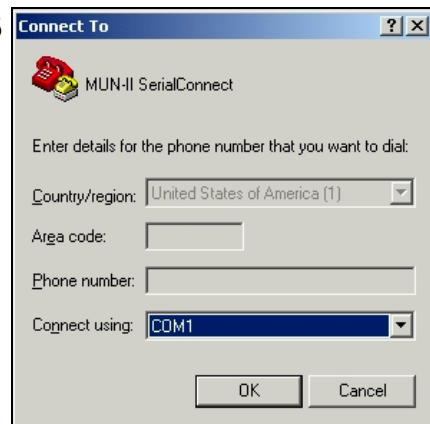 Connect To
MUN-II SerialConnect
Enter details for the phone number that you want to dial:
Country/region: United States of America (1)
Area code:
Phone number:
Connect using: COM1
OK Cancel